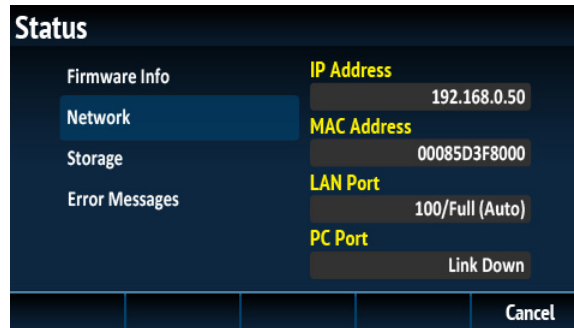 Status
Firmware Info
Network
Storage
Error Messages
IP Address
192.168.0.50
MAC Address
00085D3F8000
LAN Port
100/Full (Auto)
PC Port
Link Down
Cancel